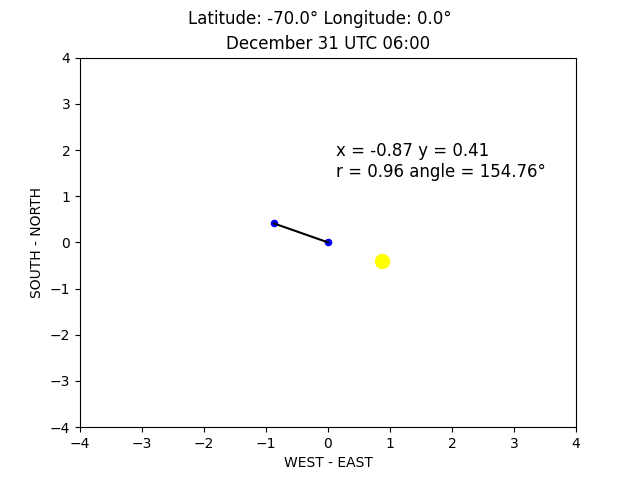 Latitude: -70.0° Longitude: 0.0°
December 31 UTC 06:00
x = -0.87 y = 0.41
r = 0.96 angle = 154.76°
SOUTH - NORTH
4
3
2
1
0
−1
−2
−3
−4
−4 −3 −2 −1 0 1 2 3 4
WEST - EAST